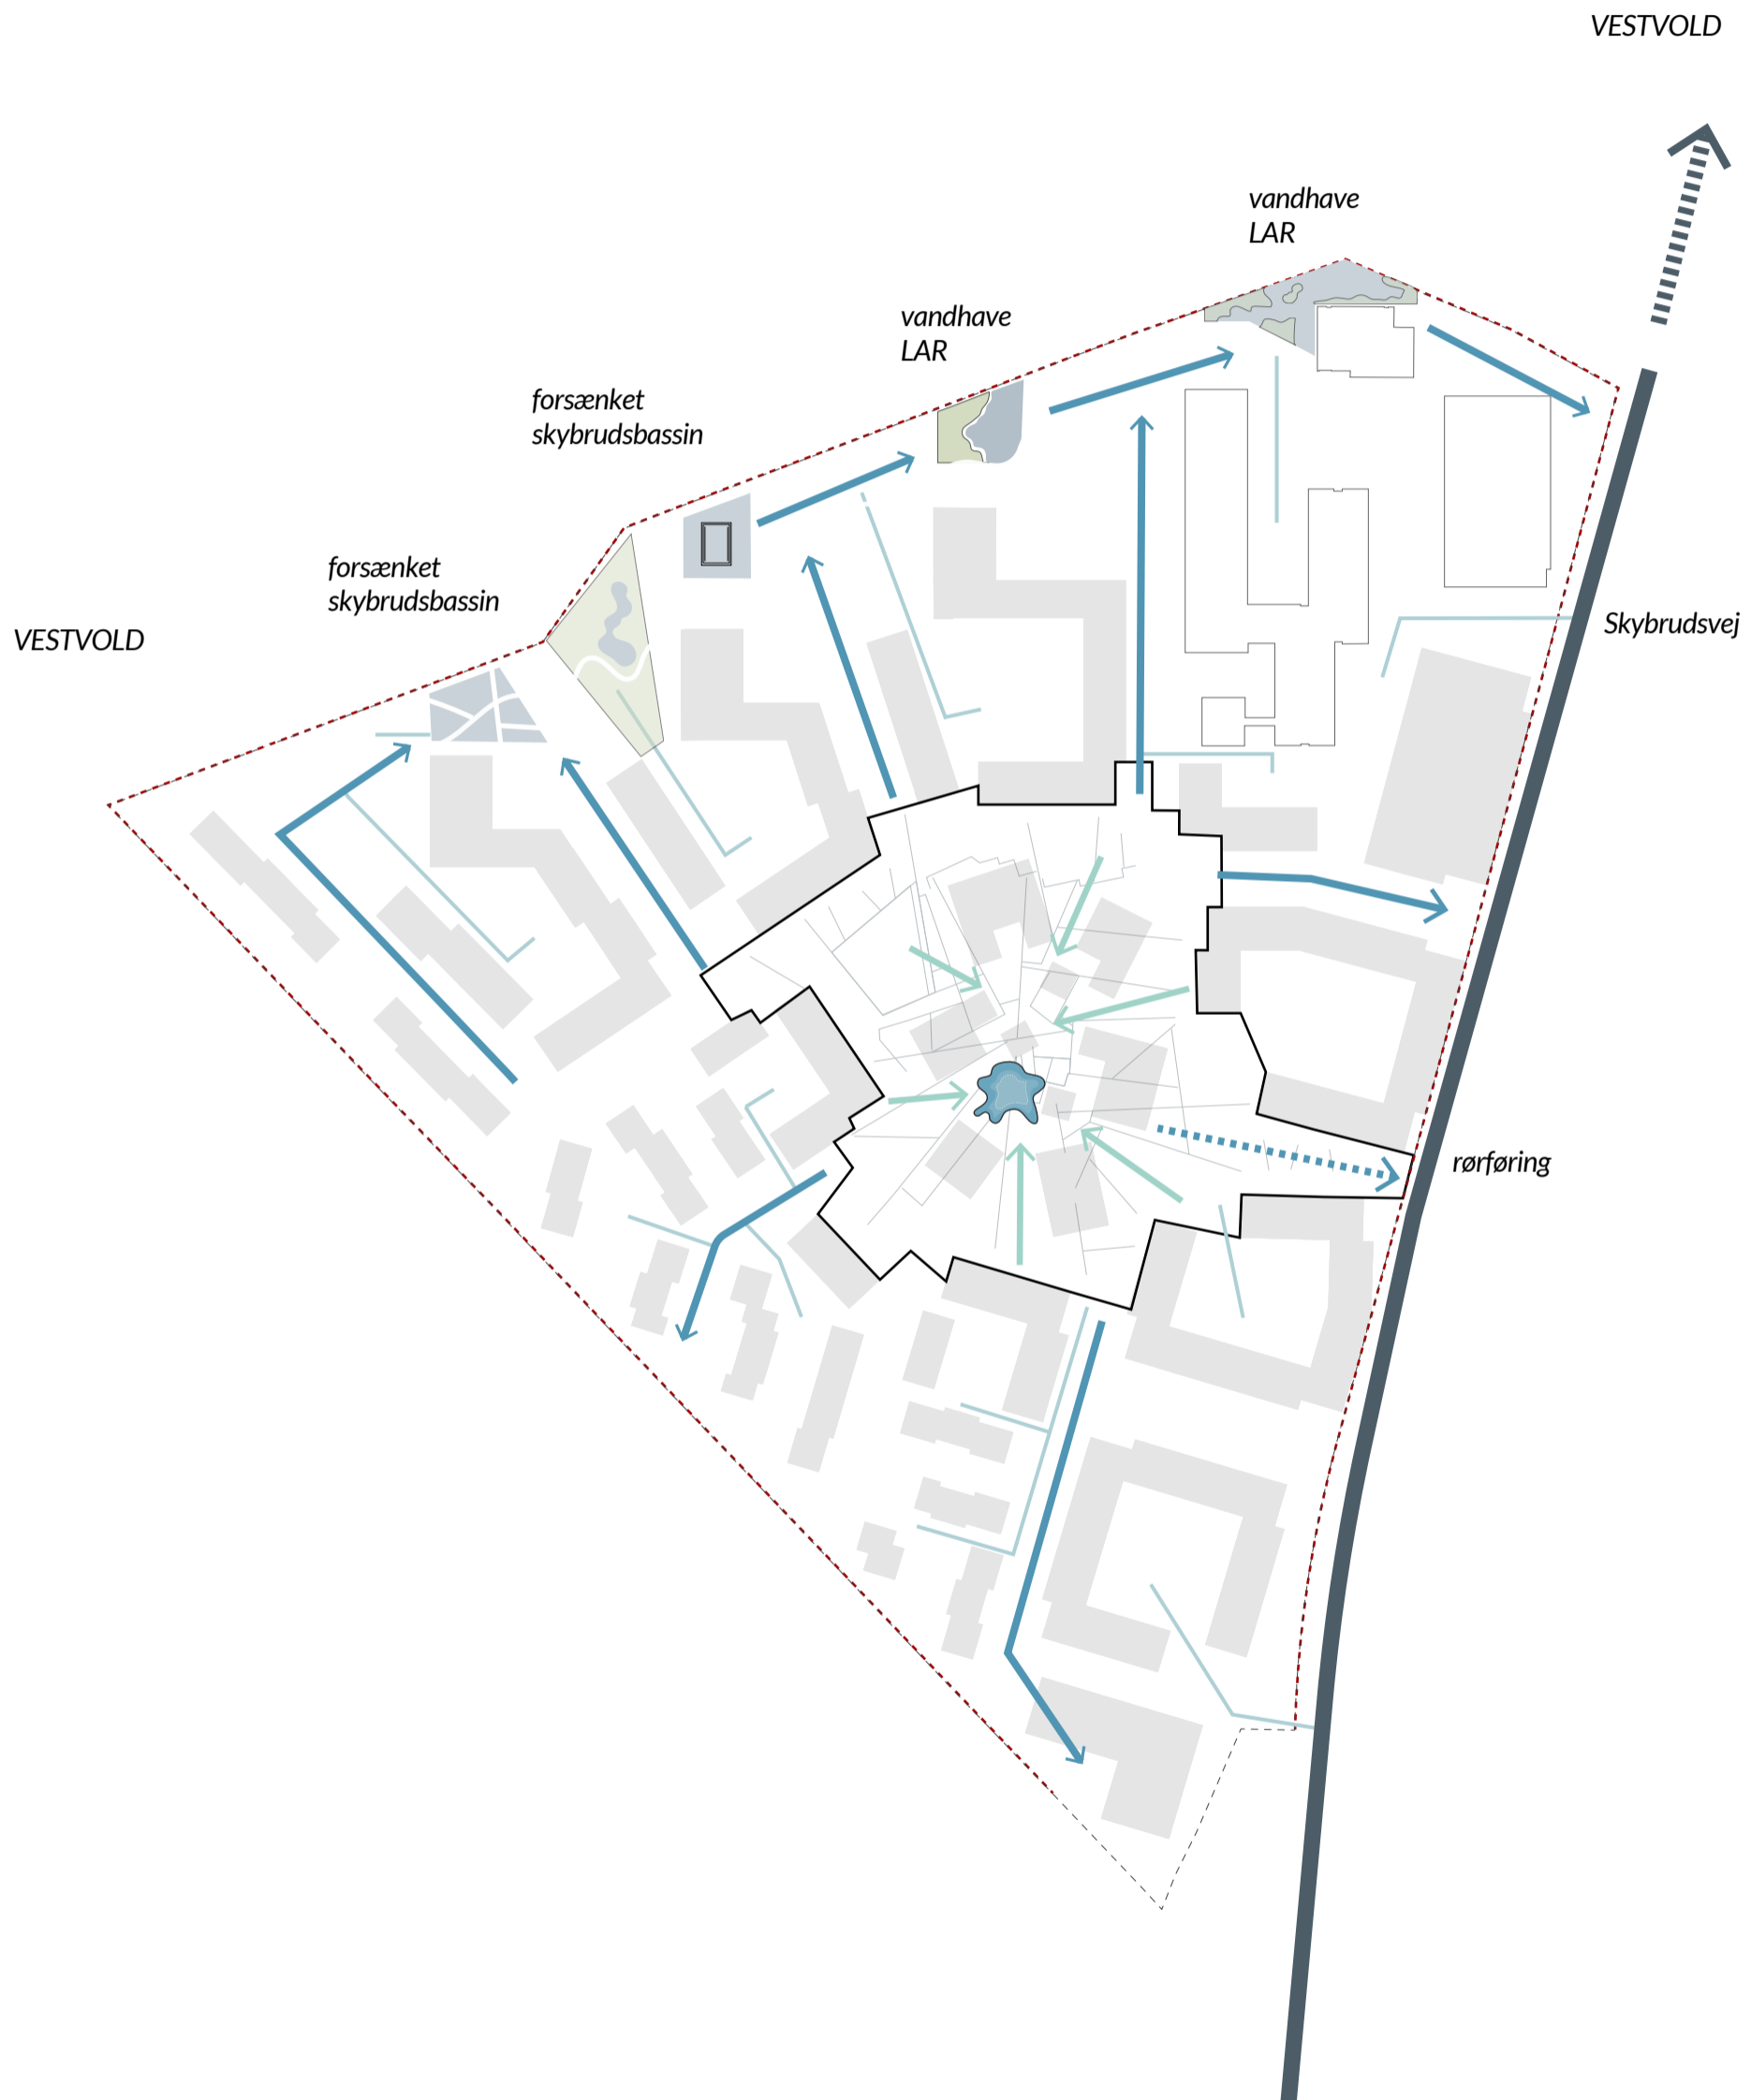 VESTVOLD
vandhave
LAR
vandhave
LAR
forsænket
skybrudsbassin
forsænket
skybrudsbassin
VESTVOLD
Skybrudsvej
rørføring